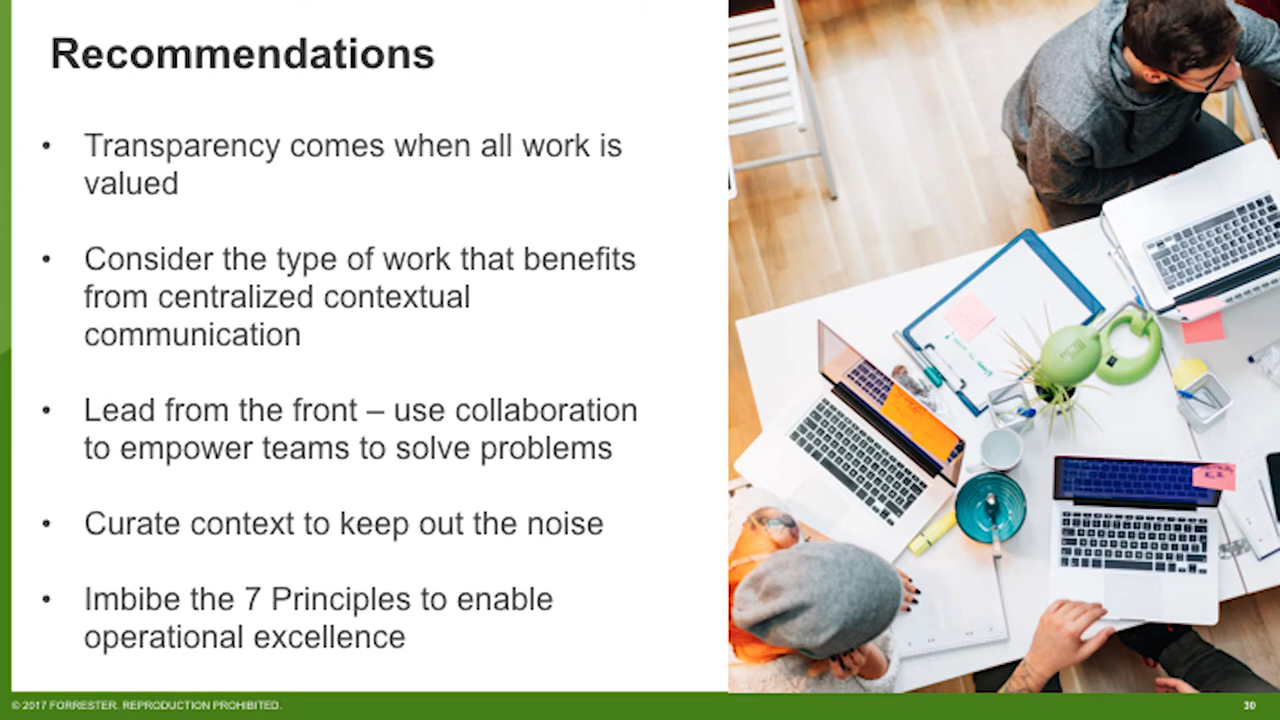 Recommendations
• Transparency comes when all work is
valued
• Consider the type of work that benefits
from centralized contextual
communication
• Lead from the front – use collaboration
to empower teams to solve problems
• Curate context to keep out the noise
• Imbibe the 7 Principles to enable
operational excellence
© 2017 FORRESTER. REPRODUCTION PROHIBITED.
30